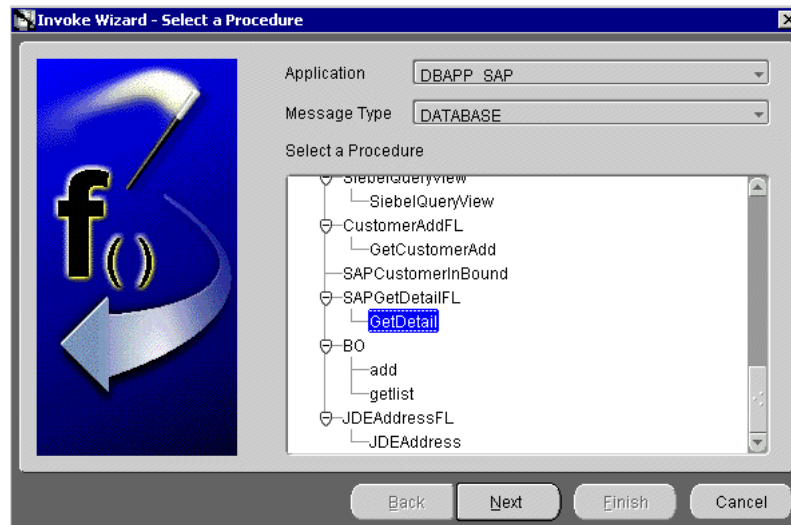 Invoke Wizard - Select a Procedure
Application DBAPP_SAP
Message Type DATABASE
Select a Procedure
SiebelQueryView
SiebelQueryView
CustomerAddFL
GetCustomerAdd
SAPCustomerInBound
SAPGetDetailFL
GetDetail
BO
add
getlist
JDEAddressFL
JDEAddress
f()
Back Next Finish Cancel